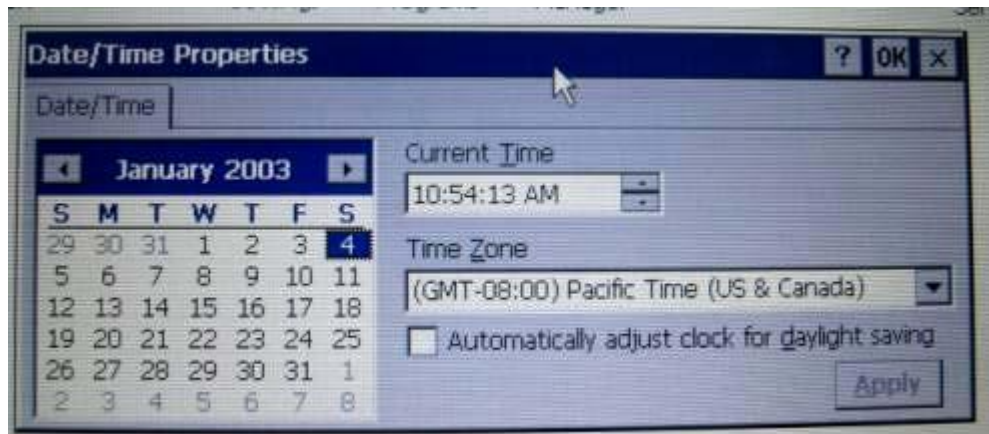 Date/Time Properties ? OK ×
Date/Time
January 2003
S M T W T F S
29 30 31 1 2 3 4
5 6 7 8 9 10 11
12 13 14 15 16 17 18
19 20 21 22 23 24 25
26 27 28 29 30 31 1
2 3 4 5 6 7 8
Current Time
10:54:13 AM
Time Zone
(GMT-08:00) Pacific Time (US & Canada)
Automatically adjust clock for daylight saving
Apply